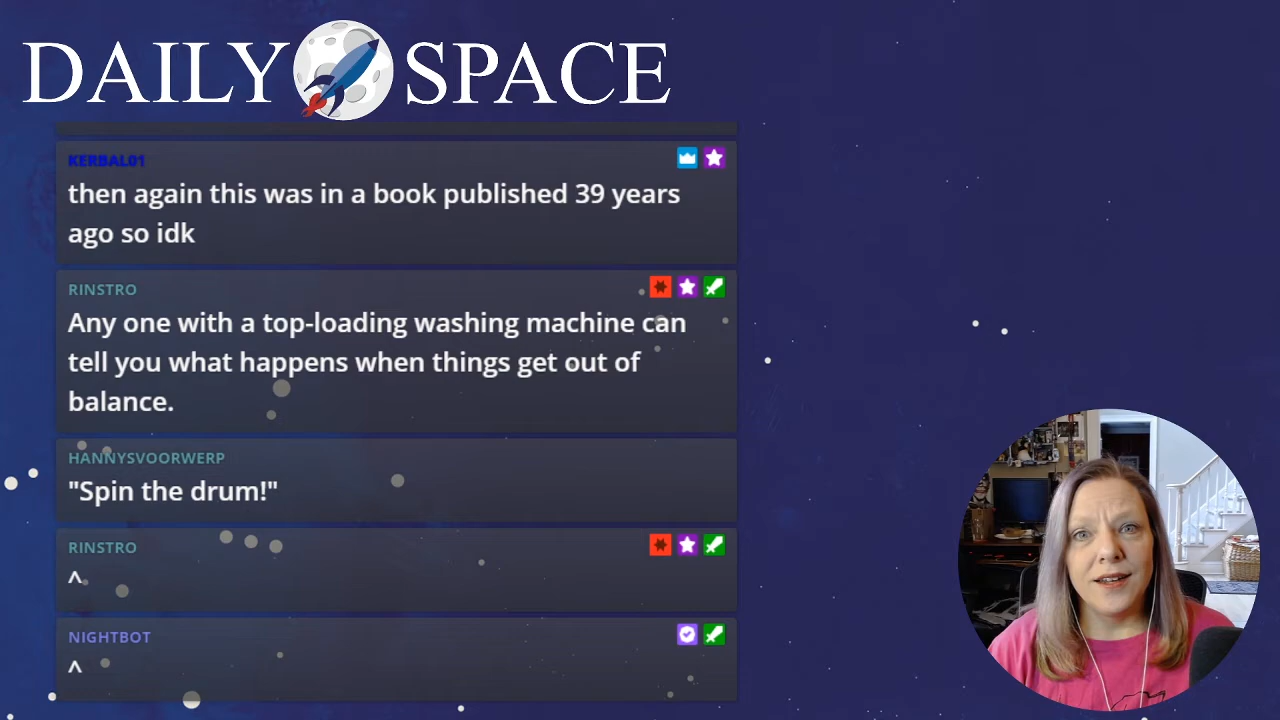 DAILY SPACE
KERBAL01
then again this was in a book published 39 years
ago so idk
RINSTRO
Any one with a top-loading washing machine can
tell you what happens when things get out of
balance.
HANNYSVOORWERP
"Spin the drum!"
RINSTRO
^
NIGHTBOT
^